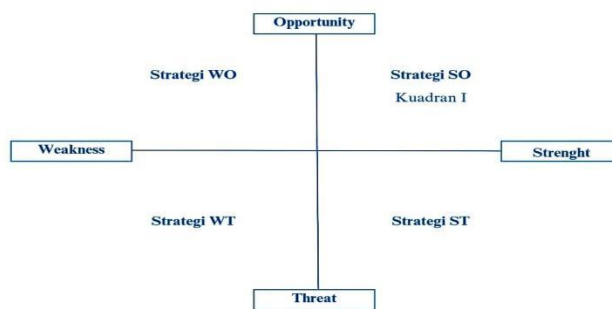 Opportunity
Strategi WO
Strategi SO
Kuadran I
Weakness
Strenght
Strategi WT
Strategi ST
Threat